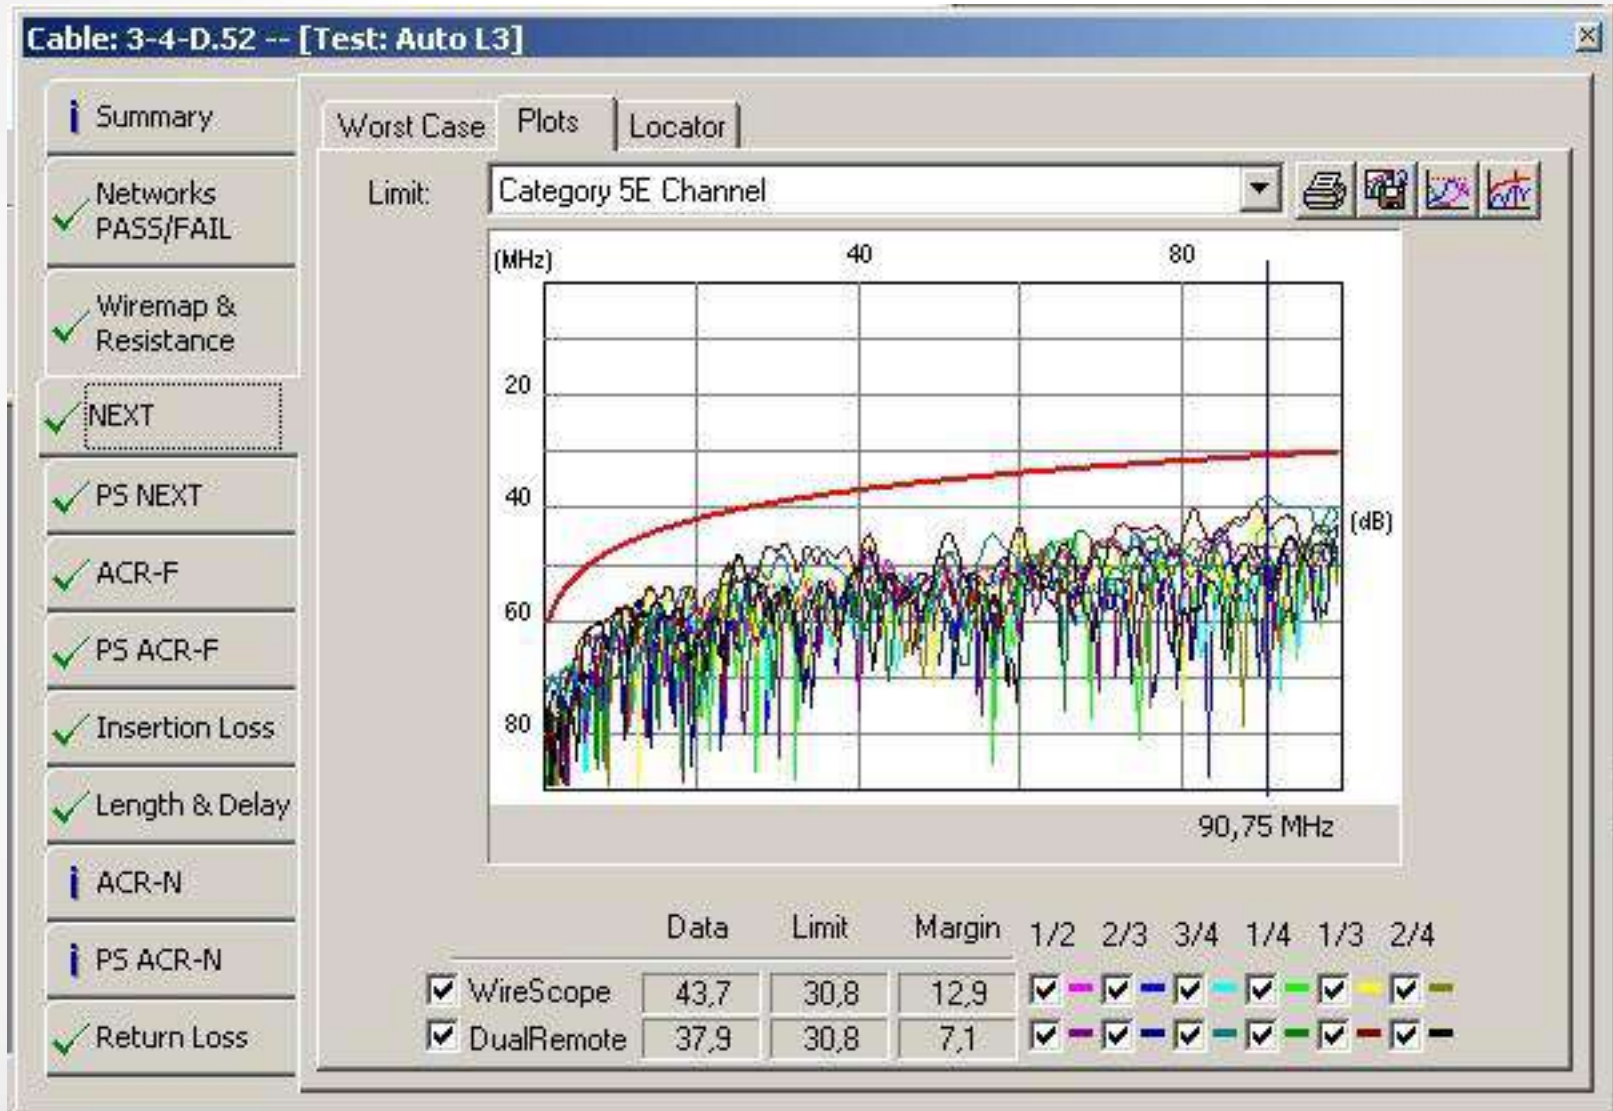 Cable: 3-4-D.52 -- [Test: Auto L3]
i Summary
Networks
PASS/FAIL
Wiremap &
Resistance
NEXT
PS NEXT
ACR-F
PS ACR-F
Insertion Loss
Length & Delay
i ACR-N
i PS ACR-N
Return Loss
Worst Case Plots Locator
Limit: Category 5E Channel
(MHz) 40 80
20
40
(dB)
60
80
90,75 MHz
Data Limit Margin 1/2 2/3 3/4 1/4 1/3 2/4
WireScope 43,7 30,8 12,9
DualRemote 37,9 30,8 7,1